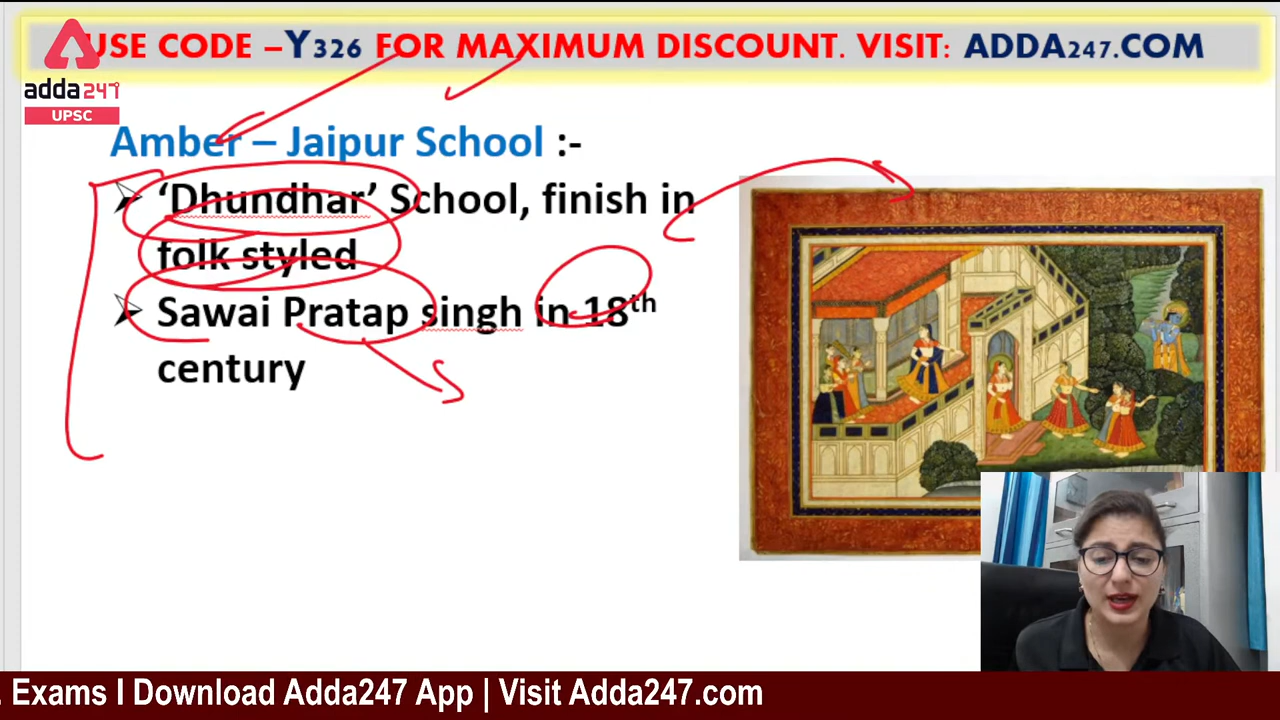 USE CODE –Y326 FOR MAXIMUM DISCOUNT. VISIT: ADDA247.COM
adda247
UPSC
Amber – Jaipur School :-
‘Dhundhar’ School, finish in
folk styled
Sawai Pratap singh in 18th
century
Exams I Download Adda247 App | Visit Adda247.com